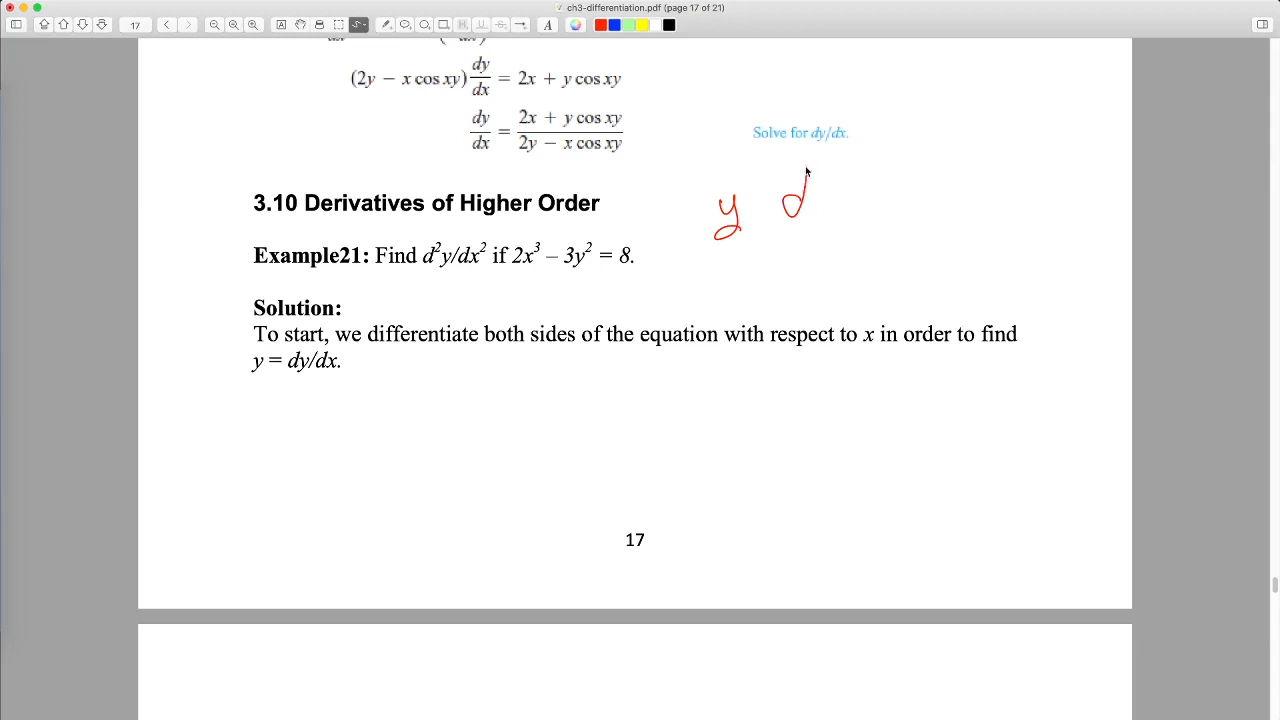 ch3-differentiation.pdf (page 17 of 21)
17
A
(2y − x cos xy) dy/dx = 2x + y cos xy
dy/dx = (2x + y cos xy)/(2y − x cos xy)
Solve for dy/dx.
3.10 Derivatives of Higher Order
y d
Example21: Find d²y/dx² if 2x³ – 3y² = 8.
Solution:
To start, we differentiate both sides of the equation with respect to x in order to find
y = dy/dx.
17